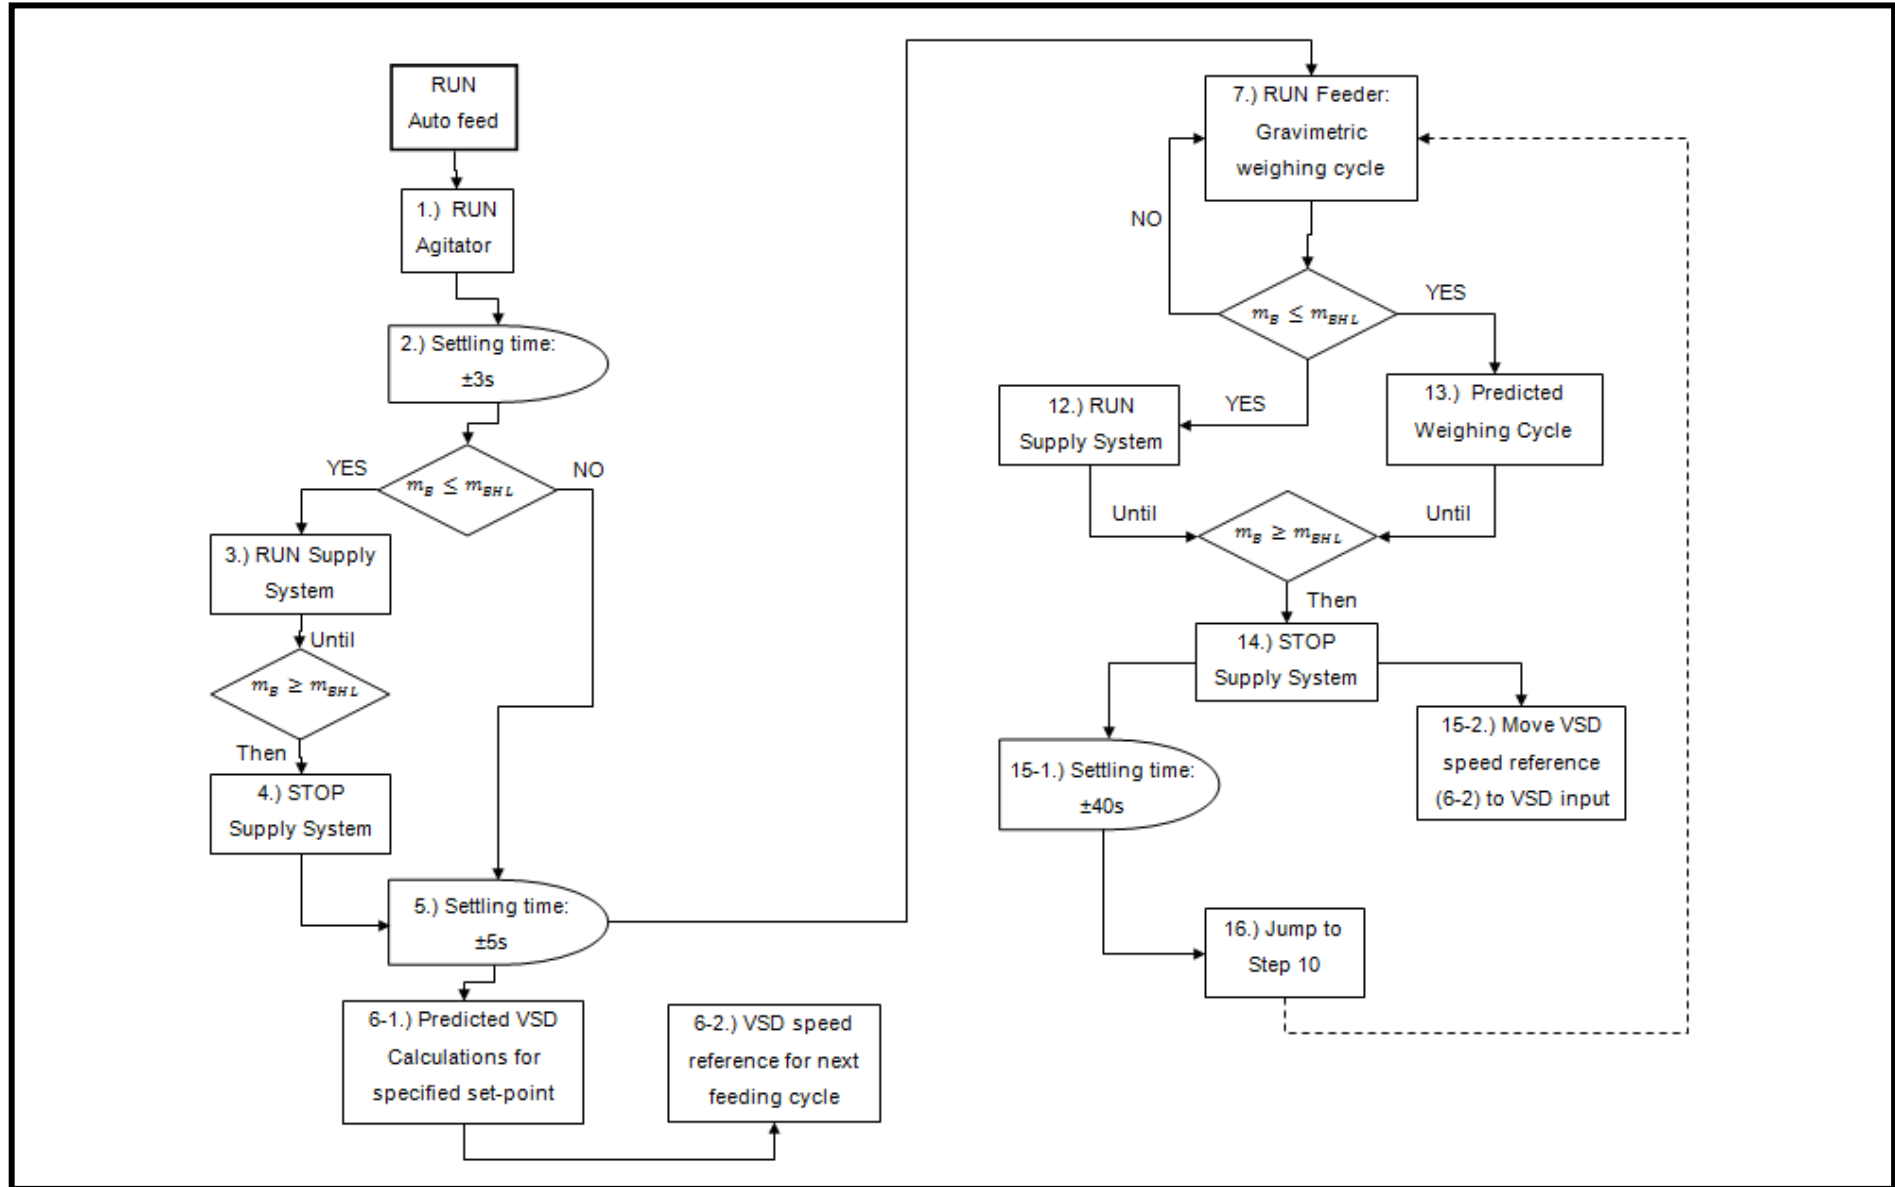 RUN
Auto feed
1.) RUN
Agitator
2.) Settling time:
±3s
YES
NO
m_B ≤ m_BHL
3.) RUN Supply
System
Until
m_B ≥ m_BHL
Then
4.) STOP
Supply System
5.) Settling time:
±5s
6-1.) Predicted VSD
Calculations for
specified set-point
6-2.) VSD speed
reference for next
feeding cycle
7.) RUN Feeder:
Gravimetric
weighing cycle
NO
YES
m_B ≤ m_BHL
YES
12.) RUN
Supply System
13.) Predicted
Weighing Cycle
Until
Until
m_B ≥ m_BHL
Then
14.) STOP
Supply System
15-1.) Settling time:
±40s
15-2.) Move VSD
speed reference
(6-2) to VSD input
16.) Jump to
Step 10